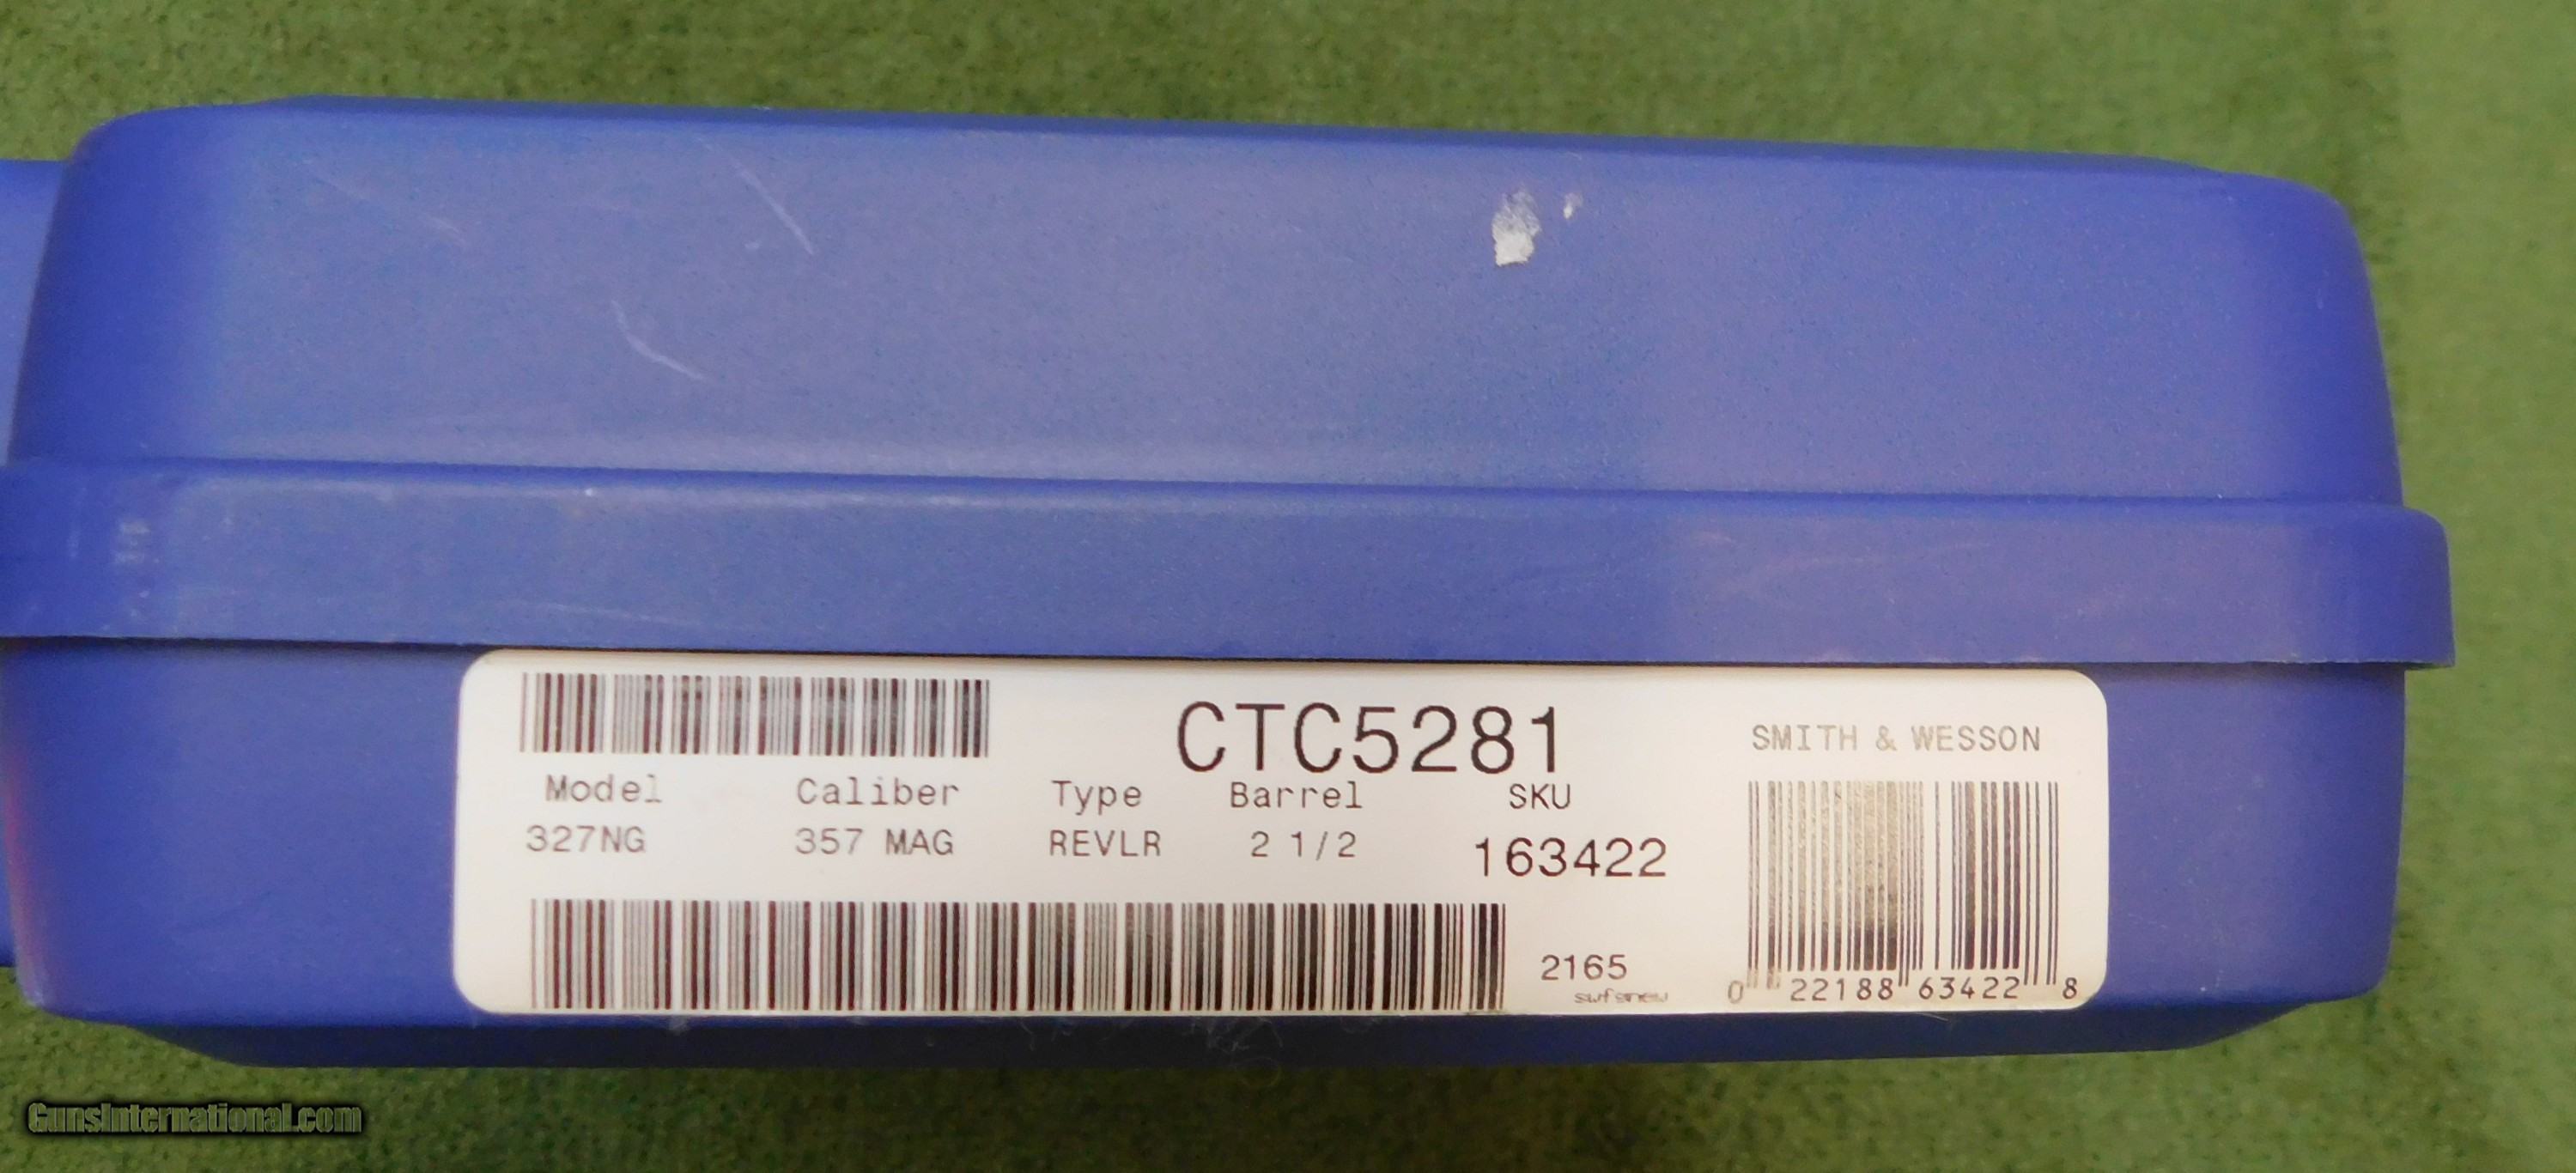 CTC5281
SMITH & WESSON
Model Caliber Type Barrel SKU
327NG 357 MAG REVLR 2 1/2 163422
2165
swfsnew
0 22188 63422 8
GunsInternational.com